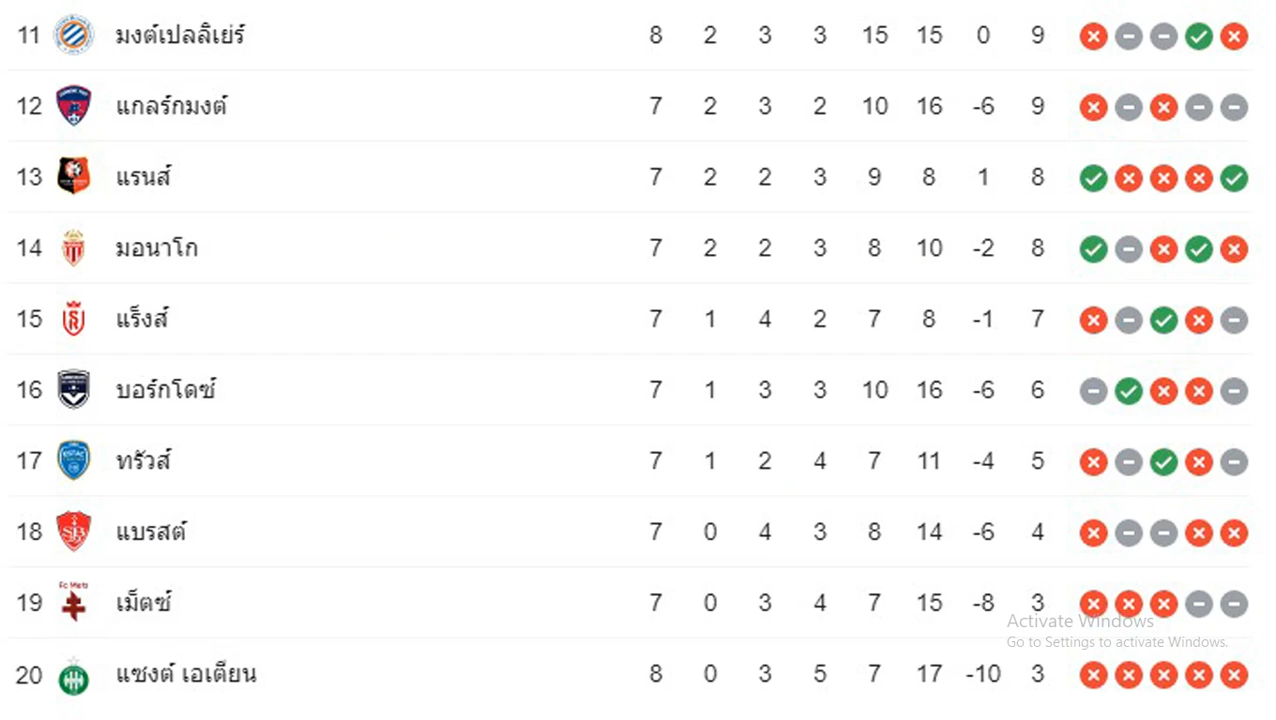 11 มงต์เปลลิเย่ร์ 8 2 3 3 15 15 0 9
12 แกลร์กมงต์ 7 2 3 2 10 16 -6 9
13 แรนส์ 7 2 2 3 9 8 1 8
14 มอนาโก 7 2 2 3 8 10 -2 8
15 แร็งส์ 7 1 4 2 7 8 -1 7
16 บอร์กโดซ์ 7 1 3 3 10 16 -6 6
17 ทรัวส์ 7 1 2 4 7 11 -4 5
18 แบรสต์ 7 0 4 3 8 14 -6 4
Fc Metz
19 เม็ตซ์ 7 0 3 4 7 15 -8 3
Activate Windows
Go to Settings to activate Windows.
20 แซงต์ เอเตียน 8 0 3 5 7 17 -10 3